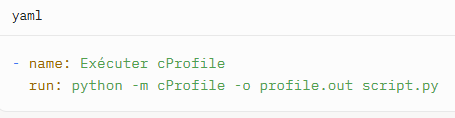 yaml
- name: Exécuter cProfile
run: python -m cProfile -o profile.out script.py